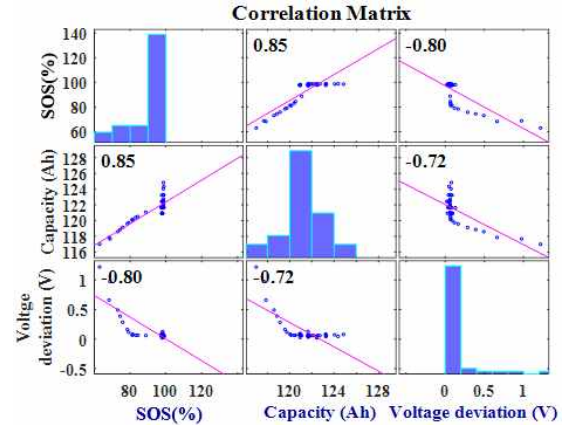 Correlation Matrix
SOS(%)
140
120
100
80
60
0.85
-0.80
Capacity (Ah)
128
126
124
122
120
118
116
0.85
-0.72
Voltge
deviation (V)
1
0.5
0
-0.5
-0.80
-0.72
80 100 120
120 124 128
0 0.5 1
SOS(%) Capacity (Ah) Voltage deviation (V)